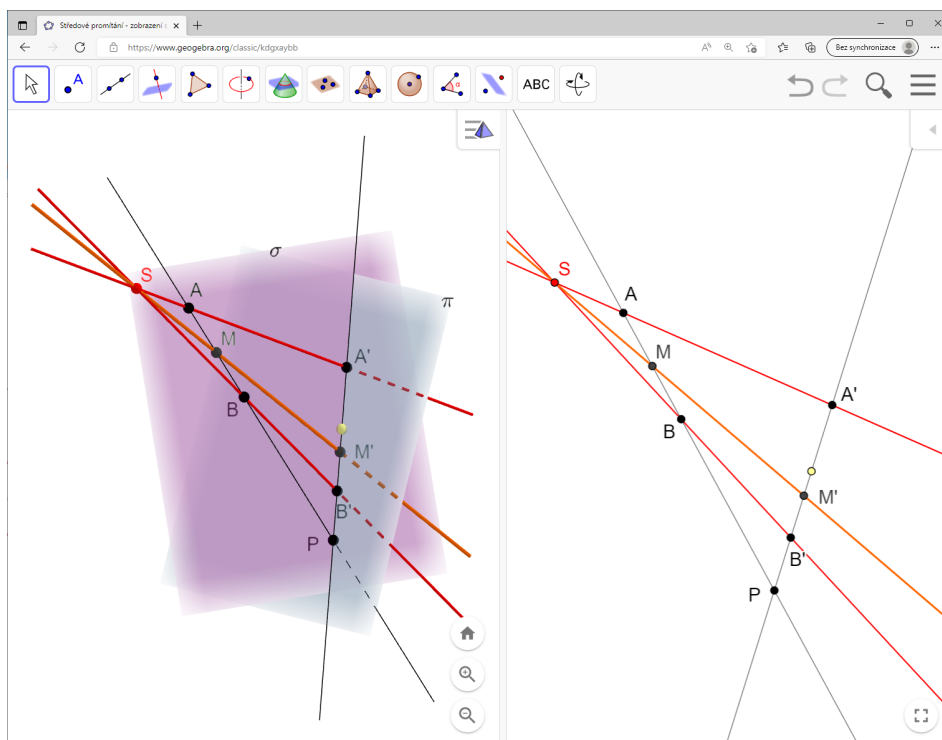 Středové promítání - zobrazení
https://www.geogebra.org/classic/kdgxaybb
Bez synchronizace
A
α
ABC
σ
π
S
A
M
B
A'
M'
B'
P
S
A
M
B
A'
M'
B'
P